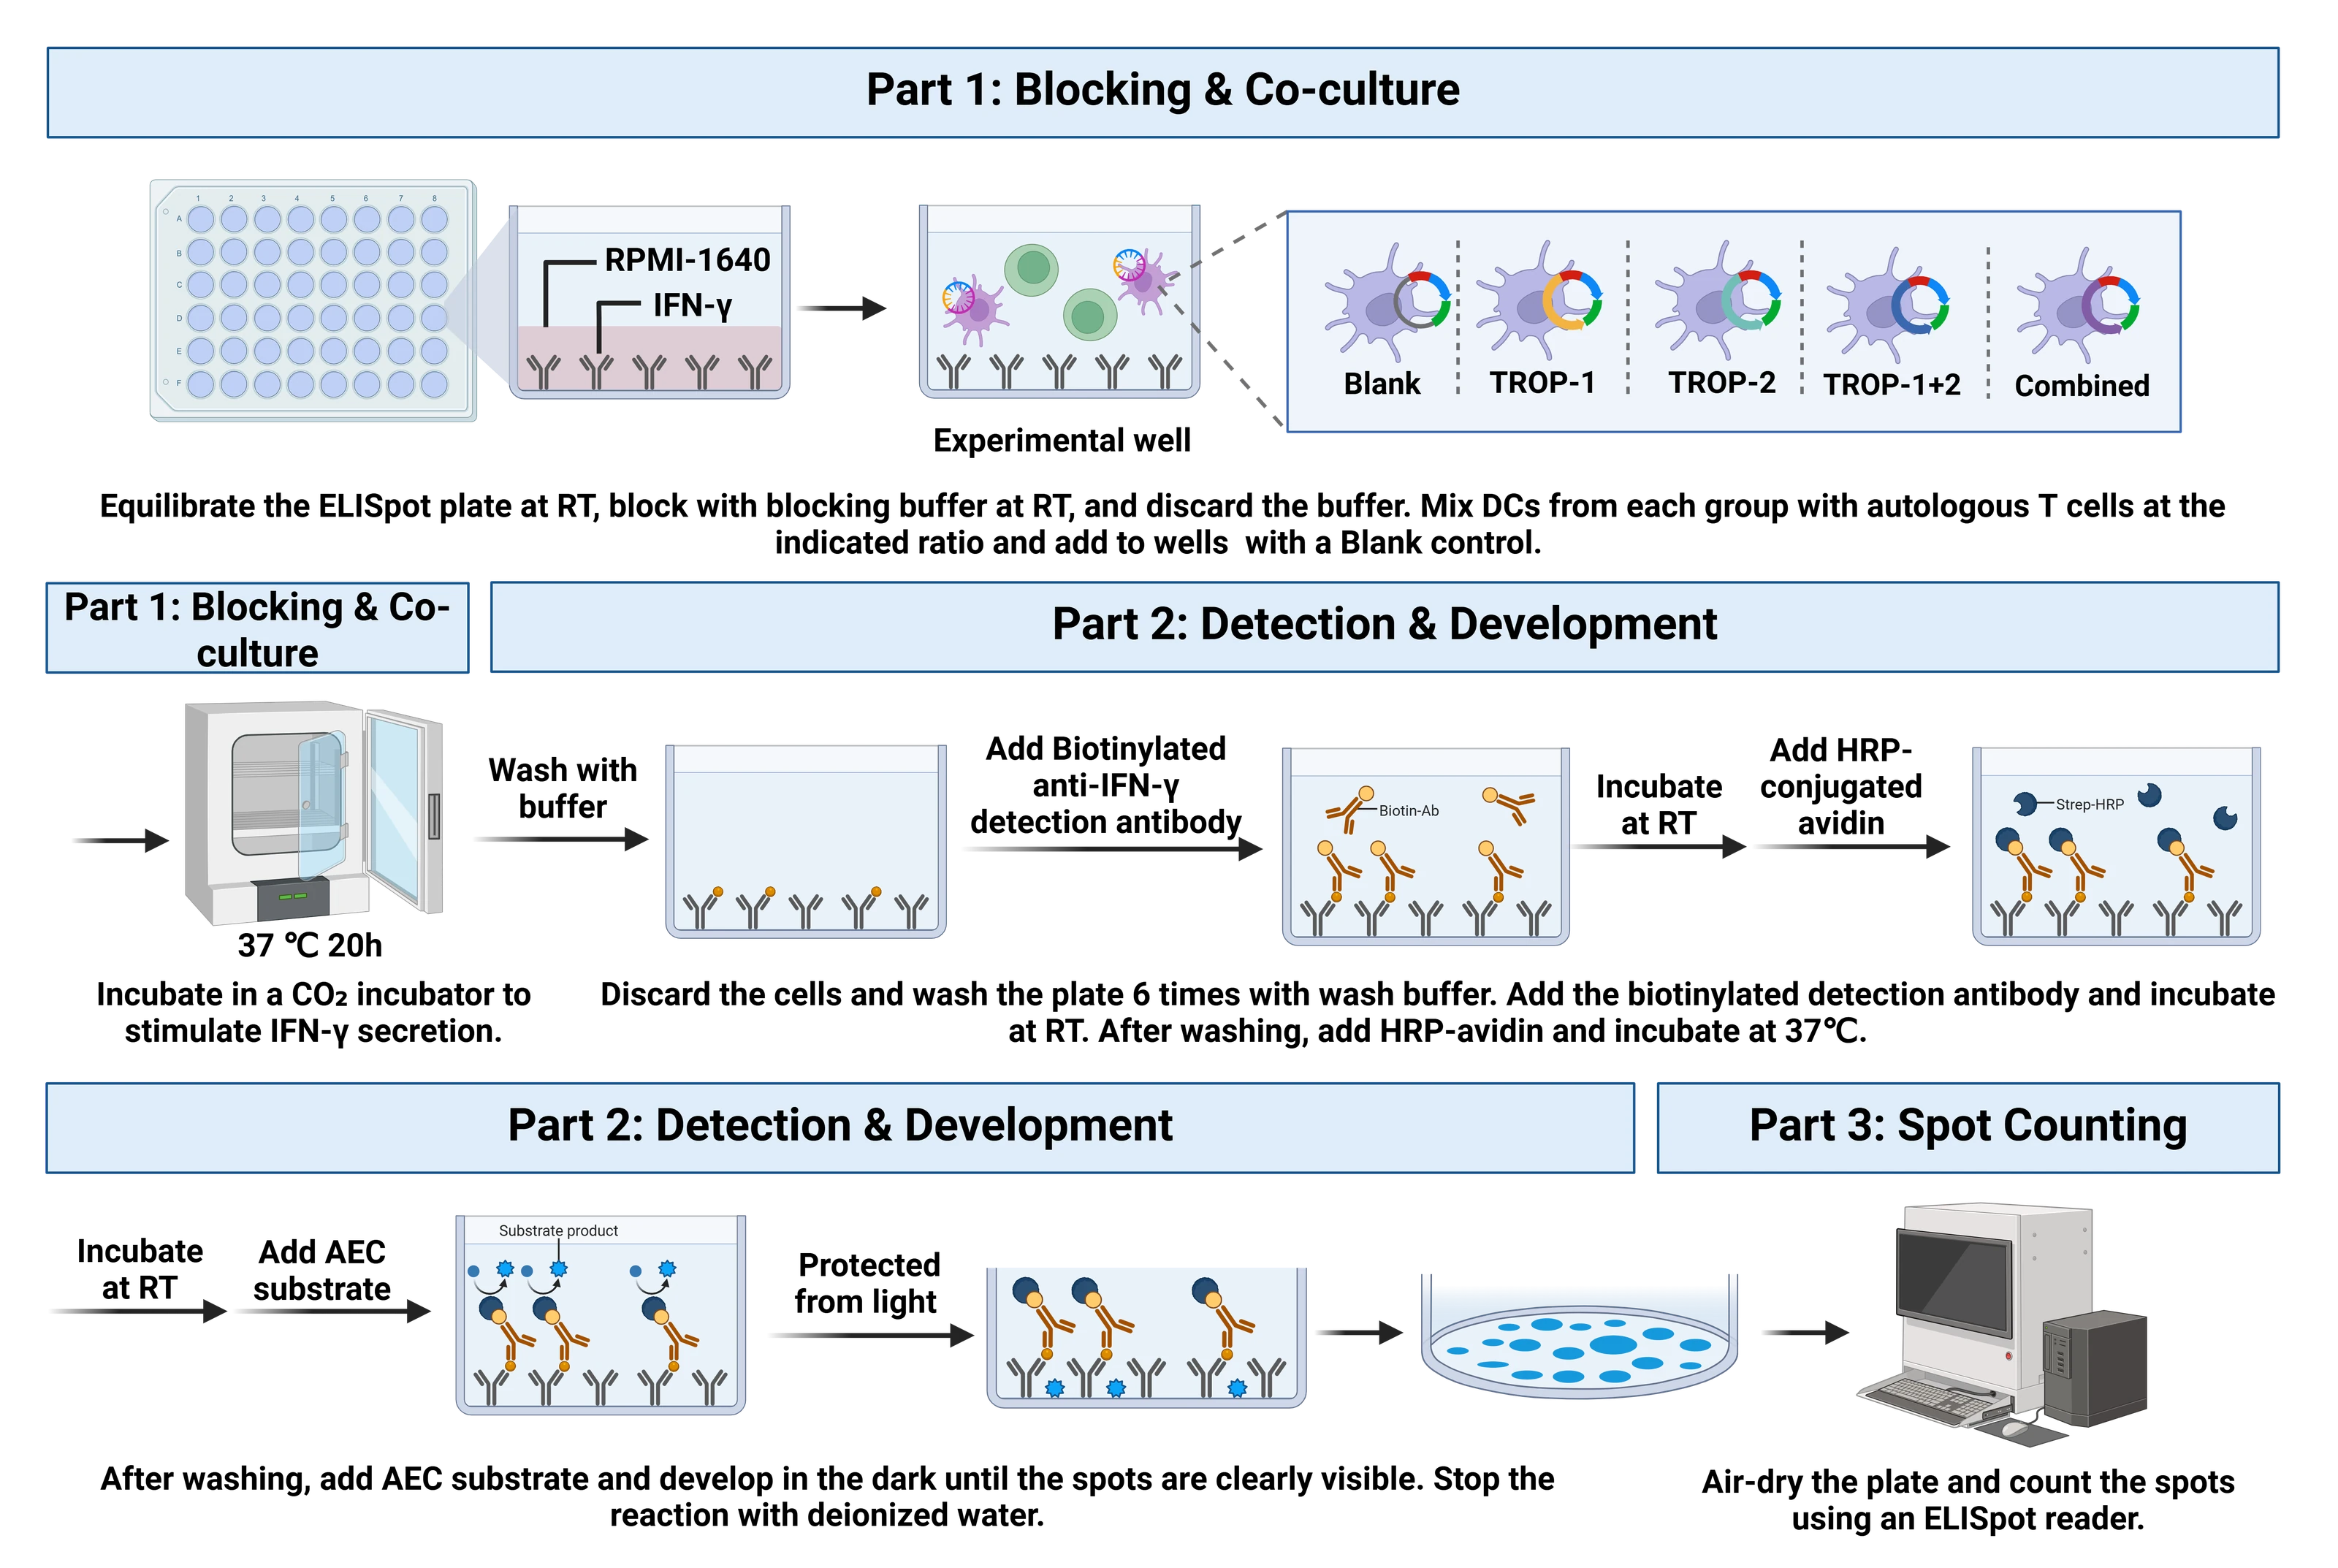 Part 1: Blocking & Co-culture
1 2 3 4 5 6 7 8
A
B
C
D
E
F
RPMI-1640
IFN-γ
Experimental well
Blank
TROP-1
TROP-2
TROP-1+2
Combined
Equilibrate the ELISpot plate at RT, block with blocking buffer at RT, and discard the buffer. Mix DCs from each group with autologous T cells at the
indicated ratio and add to wells with a Blank control.
Part 1: Blocking & Co-
culture
Part 2: Detection & Development
37 ℃ 20h
Incubate in a CO₂ incubator to
stimulate IFN-γ secretion.
Wash with
buffer
Add Biotinylated
anti-IFN-γ
detection antibody
Biotin-Ab
Incubate
at RT
Add HRP-
conjugated
avidin
Strep-HRP
Discard the cells and wash the plate 6 times with wash buffer. Add the biotinylated detection antibody and incubate
at RT. After washing, add HRP-avidin and incubate at 37℃.
Part 2: Detection & Development
Part 3: Spot Counting
Incubate
at RT
Add AEC
substrate
Substrate product
Protected
from light
After washing, add AEC substrate and develop in the dark until the spots are clearly visible. Stop the
reaction with deionized water.
Air-dry the plate and count the spots
using an ELISpot reader.